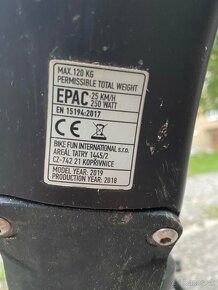 MAX. 120 KG
PERMISSIBLE TOTAL WEIGHT
EPAC 25 KM/H
250 WATT
EN 15194:2017
CE
BIKE FUN INTERNATIONAL s.r.o.
AREÁL TATRY 1445/2
CZ-742 21 KOPŘIVNICE
MODEL YEAR: 2019
PRODUCTION YEAR: 2018